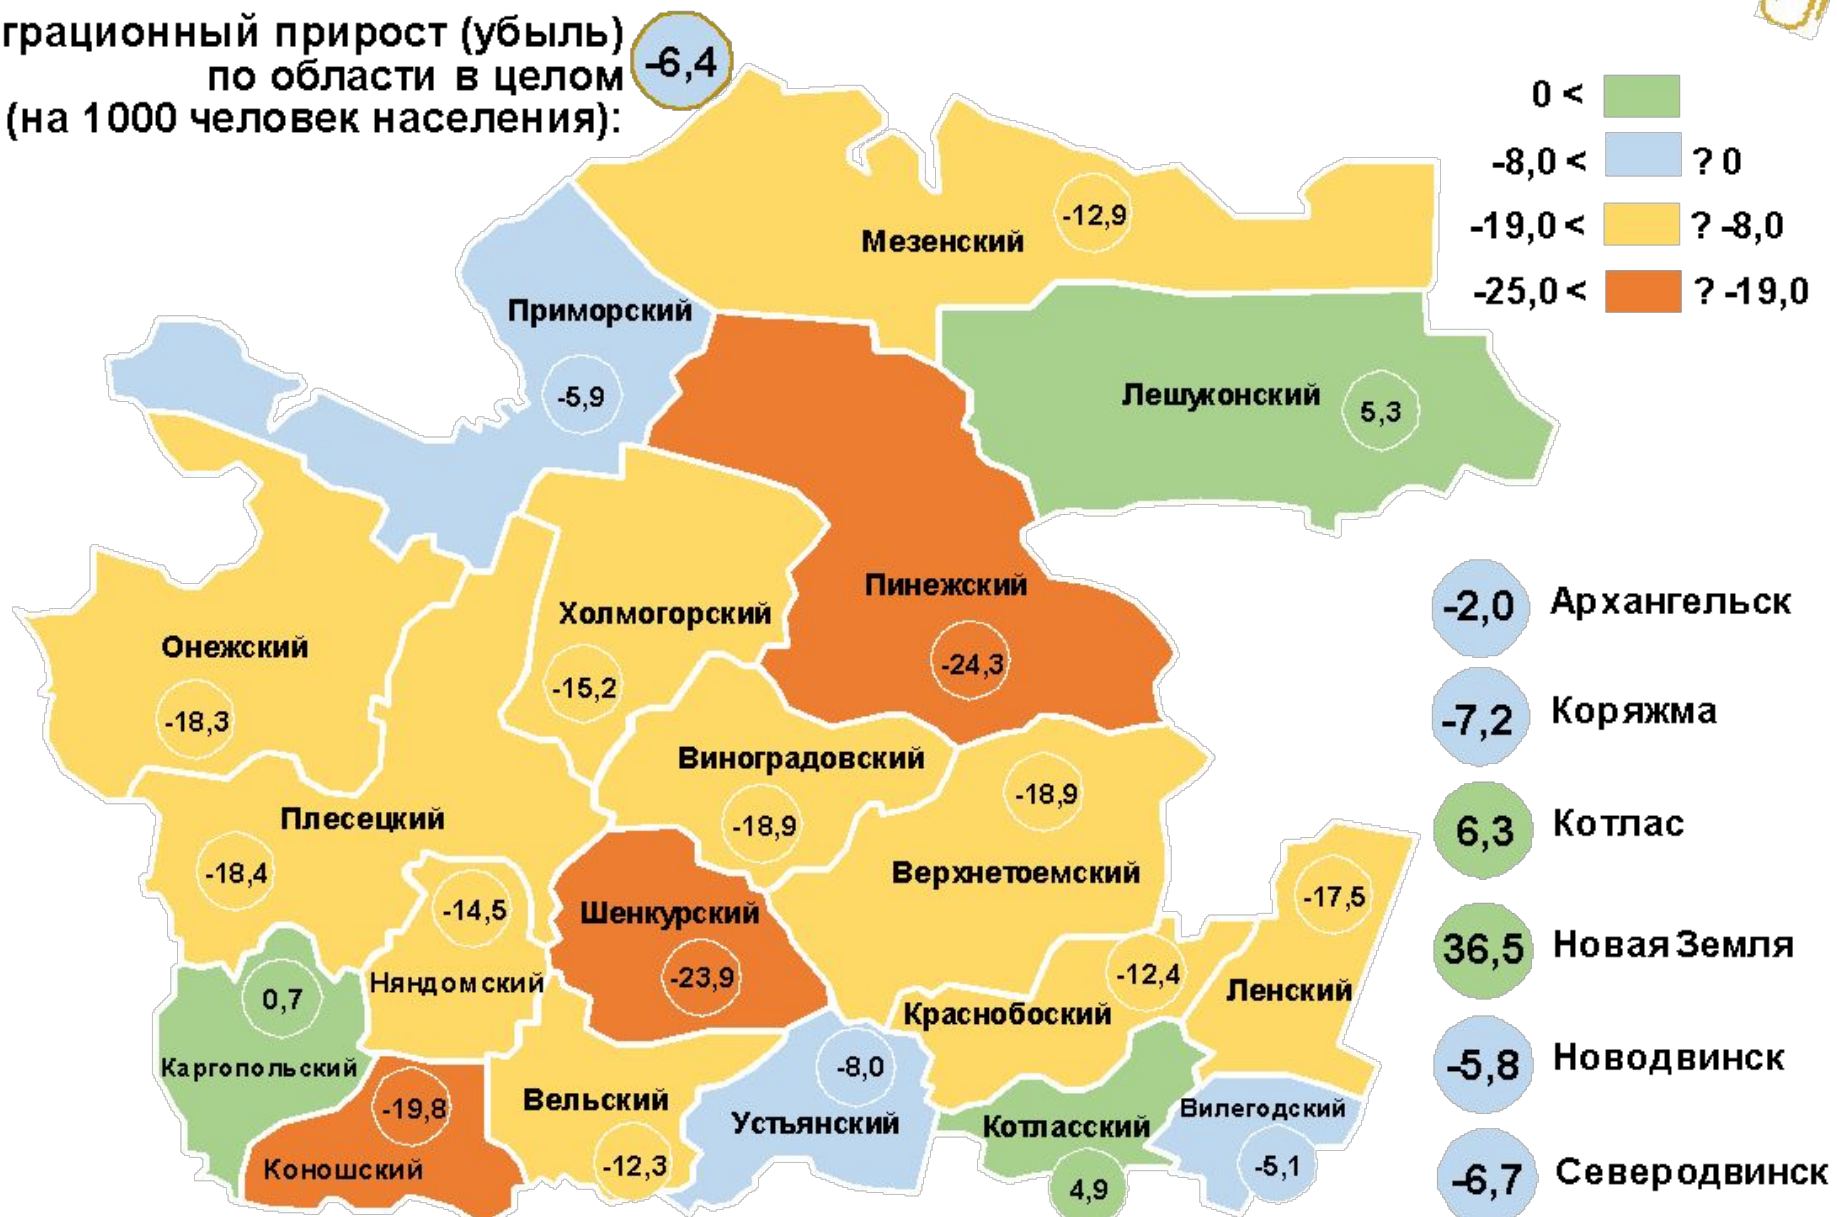 грационный прирост (убыль)
по области в целом
(на 1000 человек населения):
-6,4
0 <
-8,0 < ? 0
-19,0 < ? -8,0
-25,0 < ? -19,0
Мезенский
-12,9
Приморский
-5,9
Лешуконский
5,3
Пинежский
-24,3
Холмогорский
-15,2
Онежский
-18,3
Виноградовский
-18,9
Верхнетоемский
-18,9
Плесецкий
-18,4
Няндомский
-14,5
Шенкурский
-23,9
Краснобоский
-12,4
Ленский
-17,5
Каргопольский
0,7
Коношский
-19,8
Вельский
-12,3
Устьянский
-8,0
Котласский
4,9
Вилегодский
-5,1
-2,0 Архангельск
-7,2 Коряжма
6,3 Котлас
36,5 Новая Земля
-5,8 Новодвинск
-6,7 Северодвинск